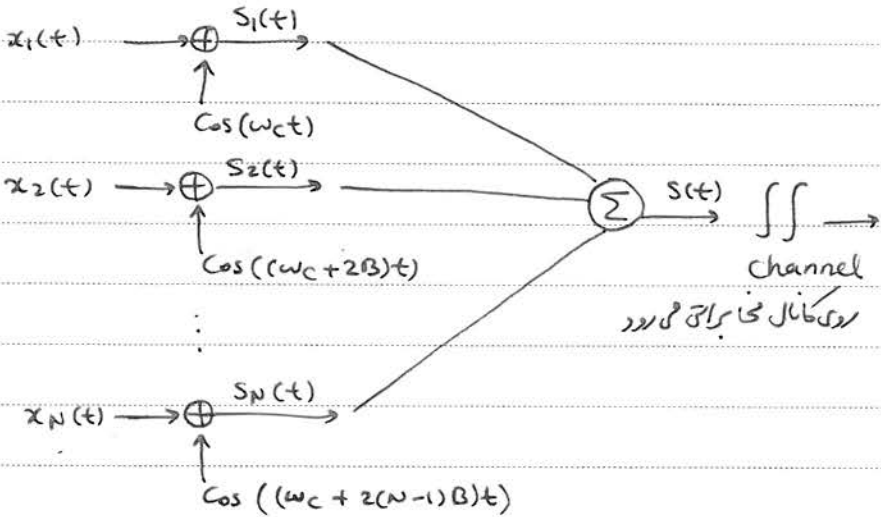 x₁(t) S₁(t)
Cos(ωct)
x₂(t) S₂(t)
Σ S(t)
Cos((ωc+2B)t)
channel
روی کانال مخابراتی می رود
xN(t) SN(t)
Cos((ωc+2(N-1)B)t)